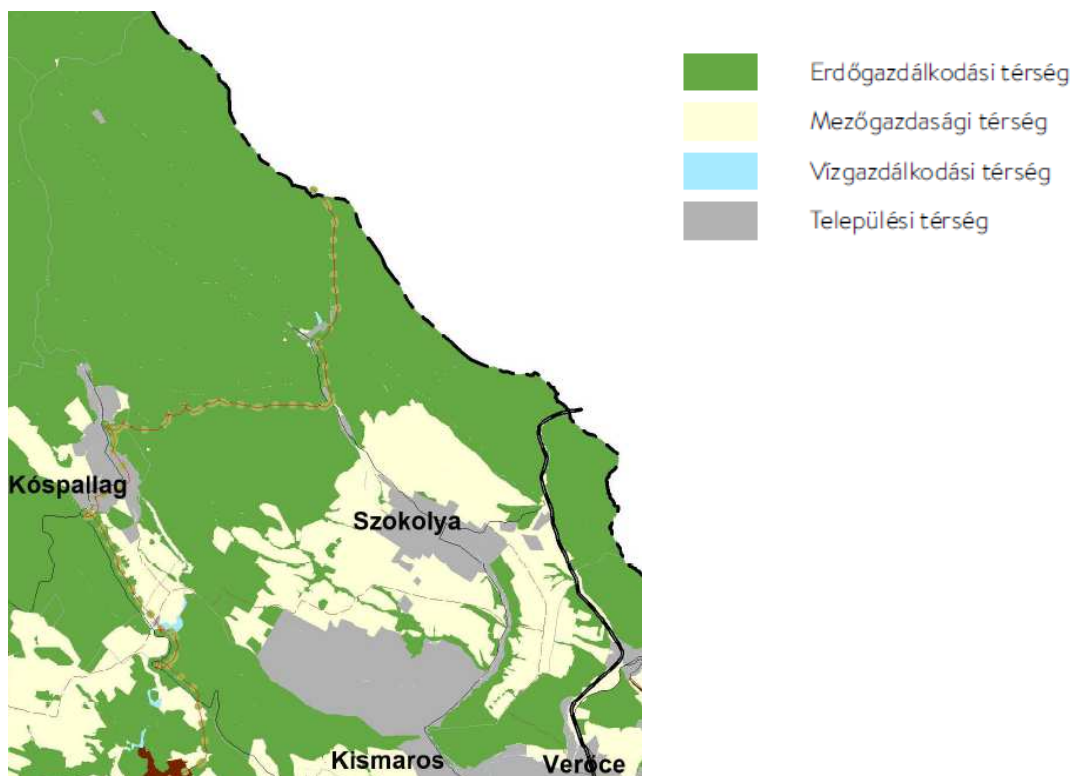 Erdőgazdálkodási térség
Mezőgazdasági térség
Vízgazdálkodási térség
Települési térség
Kóspallag
Szokolya
Kismaros
Verőce